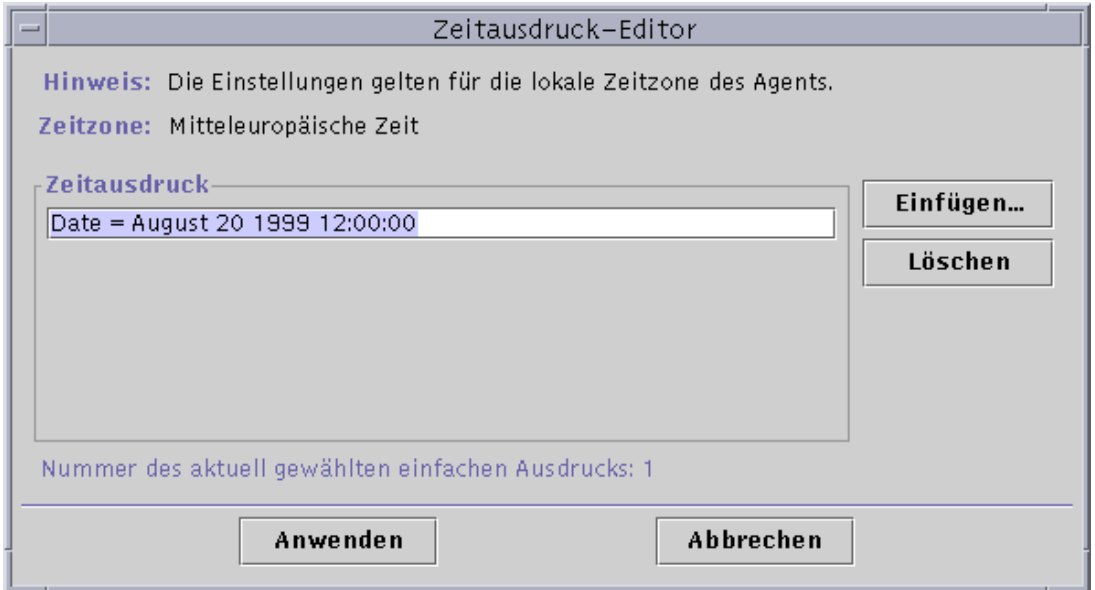 Zeitausdruck-Editor
Hinweis: Die Einstellungen gelten für die lokale Zeitzone des Agents.
Zeitzone: Mitteleuropäische Zeit
Zeitausdruck
Einfügen...
Date = August 20 1999 12:00:00
Löschen
Nummer des aktuell gewählten einfachen Ausdrucks: 1
Anwenden
Abbrechen